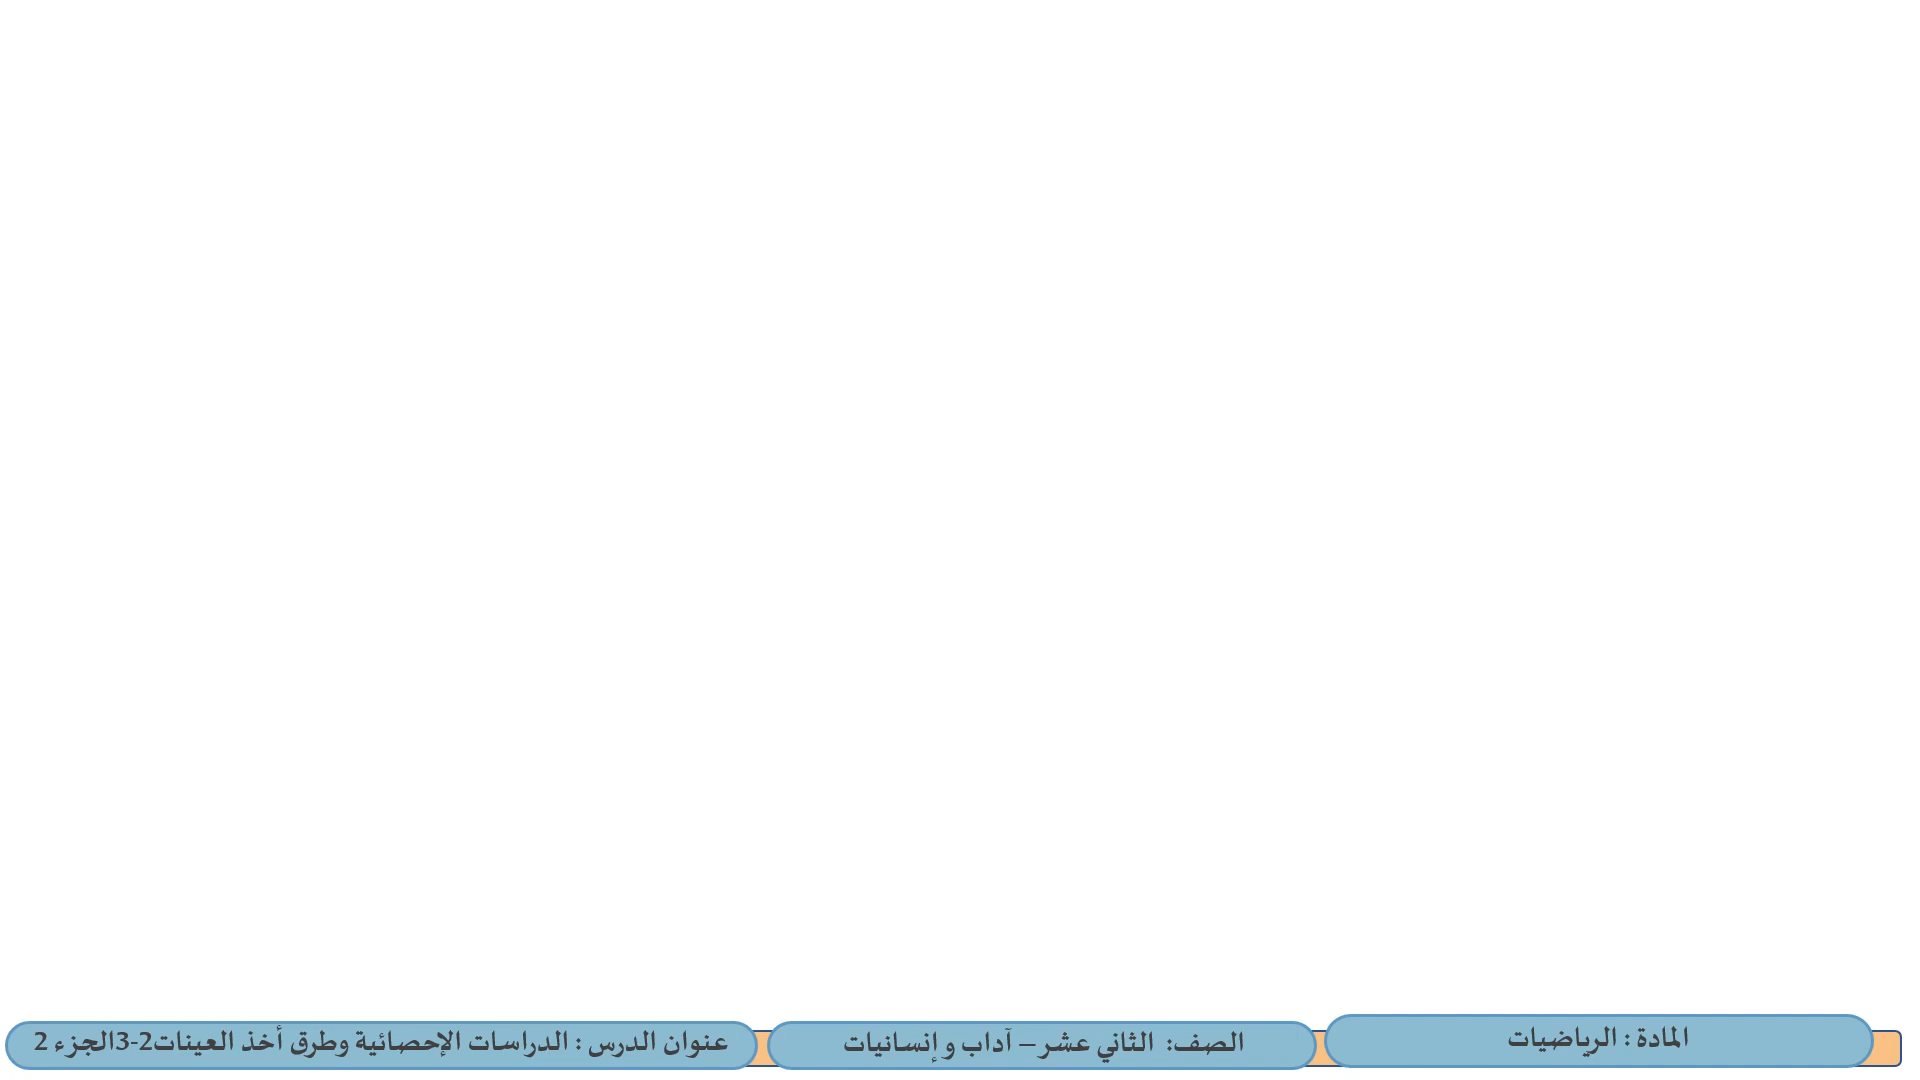 المادة : الرياضيات
الصف: الثاني عشر – آداب و إنسانيات
عنوان الدرس : الدراسات الإحصائية وطرق أخذ العينات2-3الجزء 2